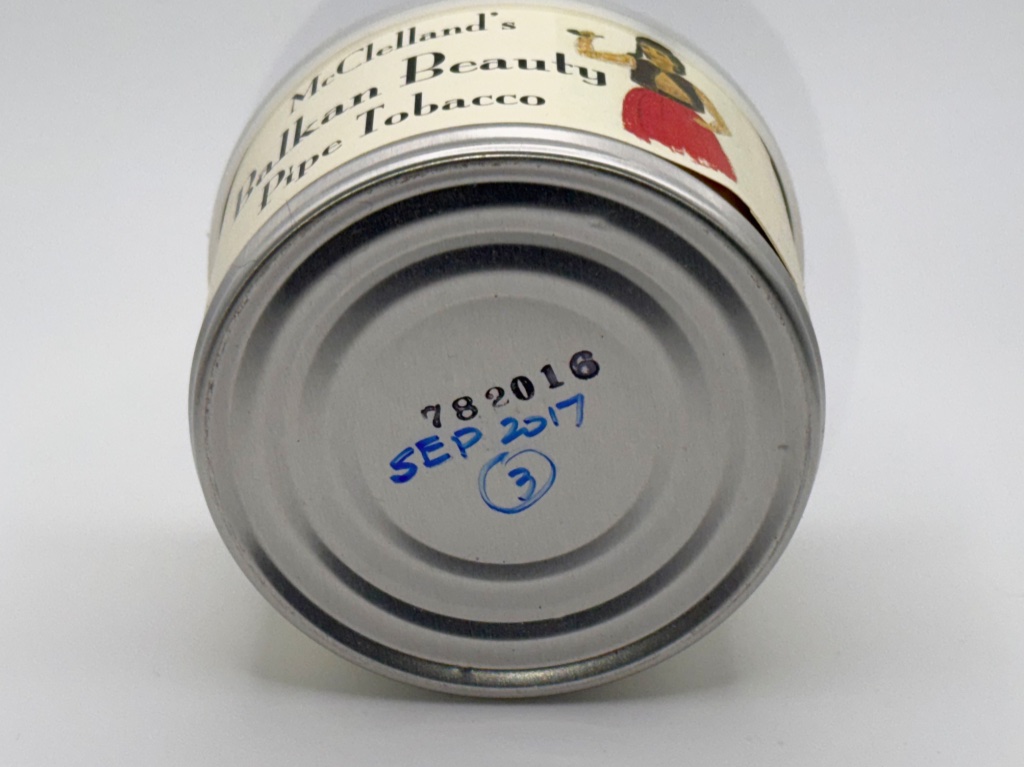 McClelland's
Balkan Beauty
Pipe Tobacco
782016
SEP 2017
3